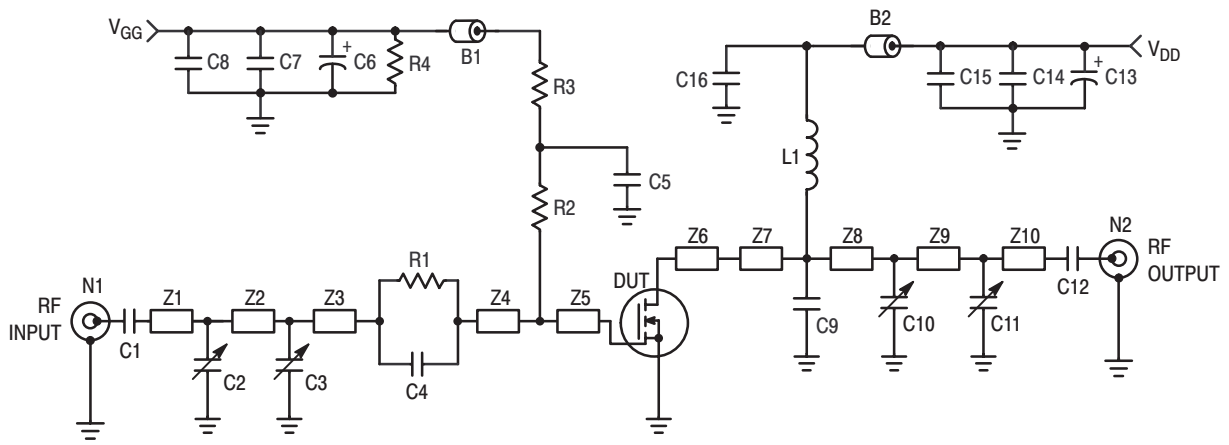 V_GG
C8
C7
+
C6
R4
B1
R3
C5
R2
B2
C16
C15
C14
+
C13
V_DD
L1
N1
RF
INPUT
C1
Z1
Z2
Z3
C2
C3
R1
C4
Z4
Z5
DUT
Z6
Z7
Z8
Z9
Z10
C9
C10
C11
C12
N2
RF
OUTPUT